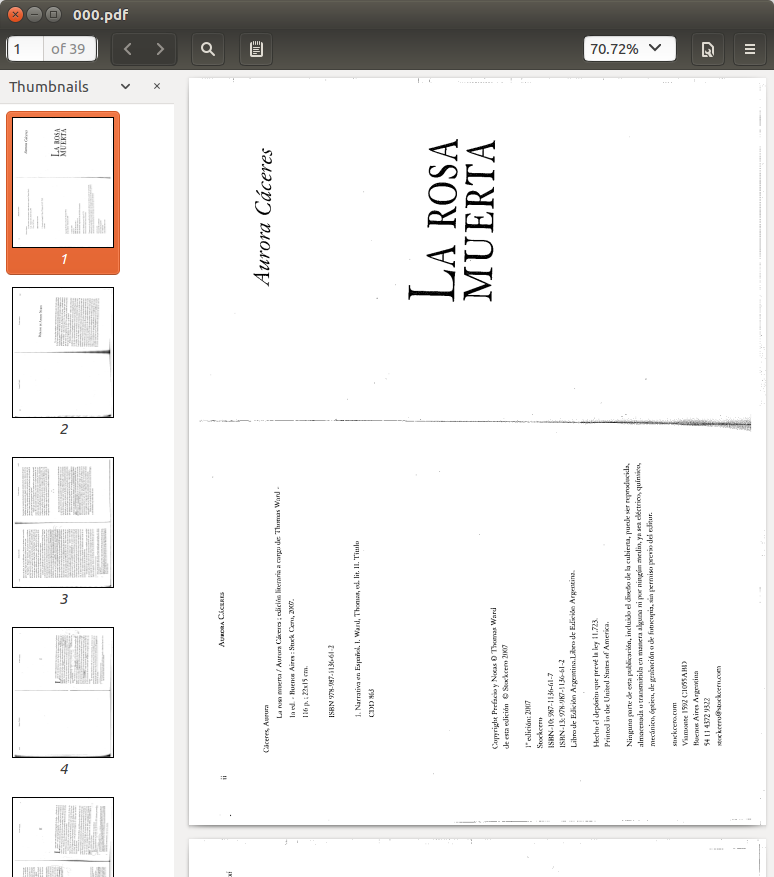 000.pdf
1 of 39
70.72%
Thumbnails
1
2
3
4
Aurora Cáceres
LA ROSA
MUERTA
ii
AURORA CÁCERES
Cáceres, Aurora
La rosa muerta / Aurora Cáceres ; edición literaria a cargo de: Thomas Ward -
1a ed. - Buenos Aires : Stock Cero, 2007.
116 p. ; 22x15 cm.
ISBN 978-987-1136-61-2
1. Narrativa en Español. I. Ward, Thomas, ed. lit. II. Título
CDD 863
Copyright Prefacio y Notas © Thomas Ward
de esta edición © Stockcero 2007
1º edición: 2007
Stockcero
ISBN-10: 987-1136-61-7
ISBN-13: 978-987-1136-61-2
Libro de Edición Argentina.Libro de Edición Argentina.
Hecho el depósito que prevé la ley 11.723.
Printed in the United States of America.
Ninguna parte de esta publicación, incluido el diseño de la cubierta, puede ser reproducida,
almacenada o transmitida en manera alguna ni por ningún medio, ya sea eléctrico, químico,
mecánico, óptico, de grabación o de fotocopia, sin permiso previo del editor.
stockcero.com
Viamonte 1592 C1055ABD
Buenos Aires Argentina
54 11 4372 9322
stockcero@stockcero.com
xi